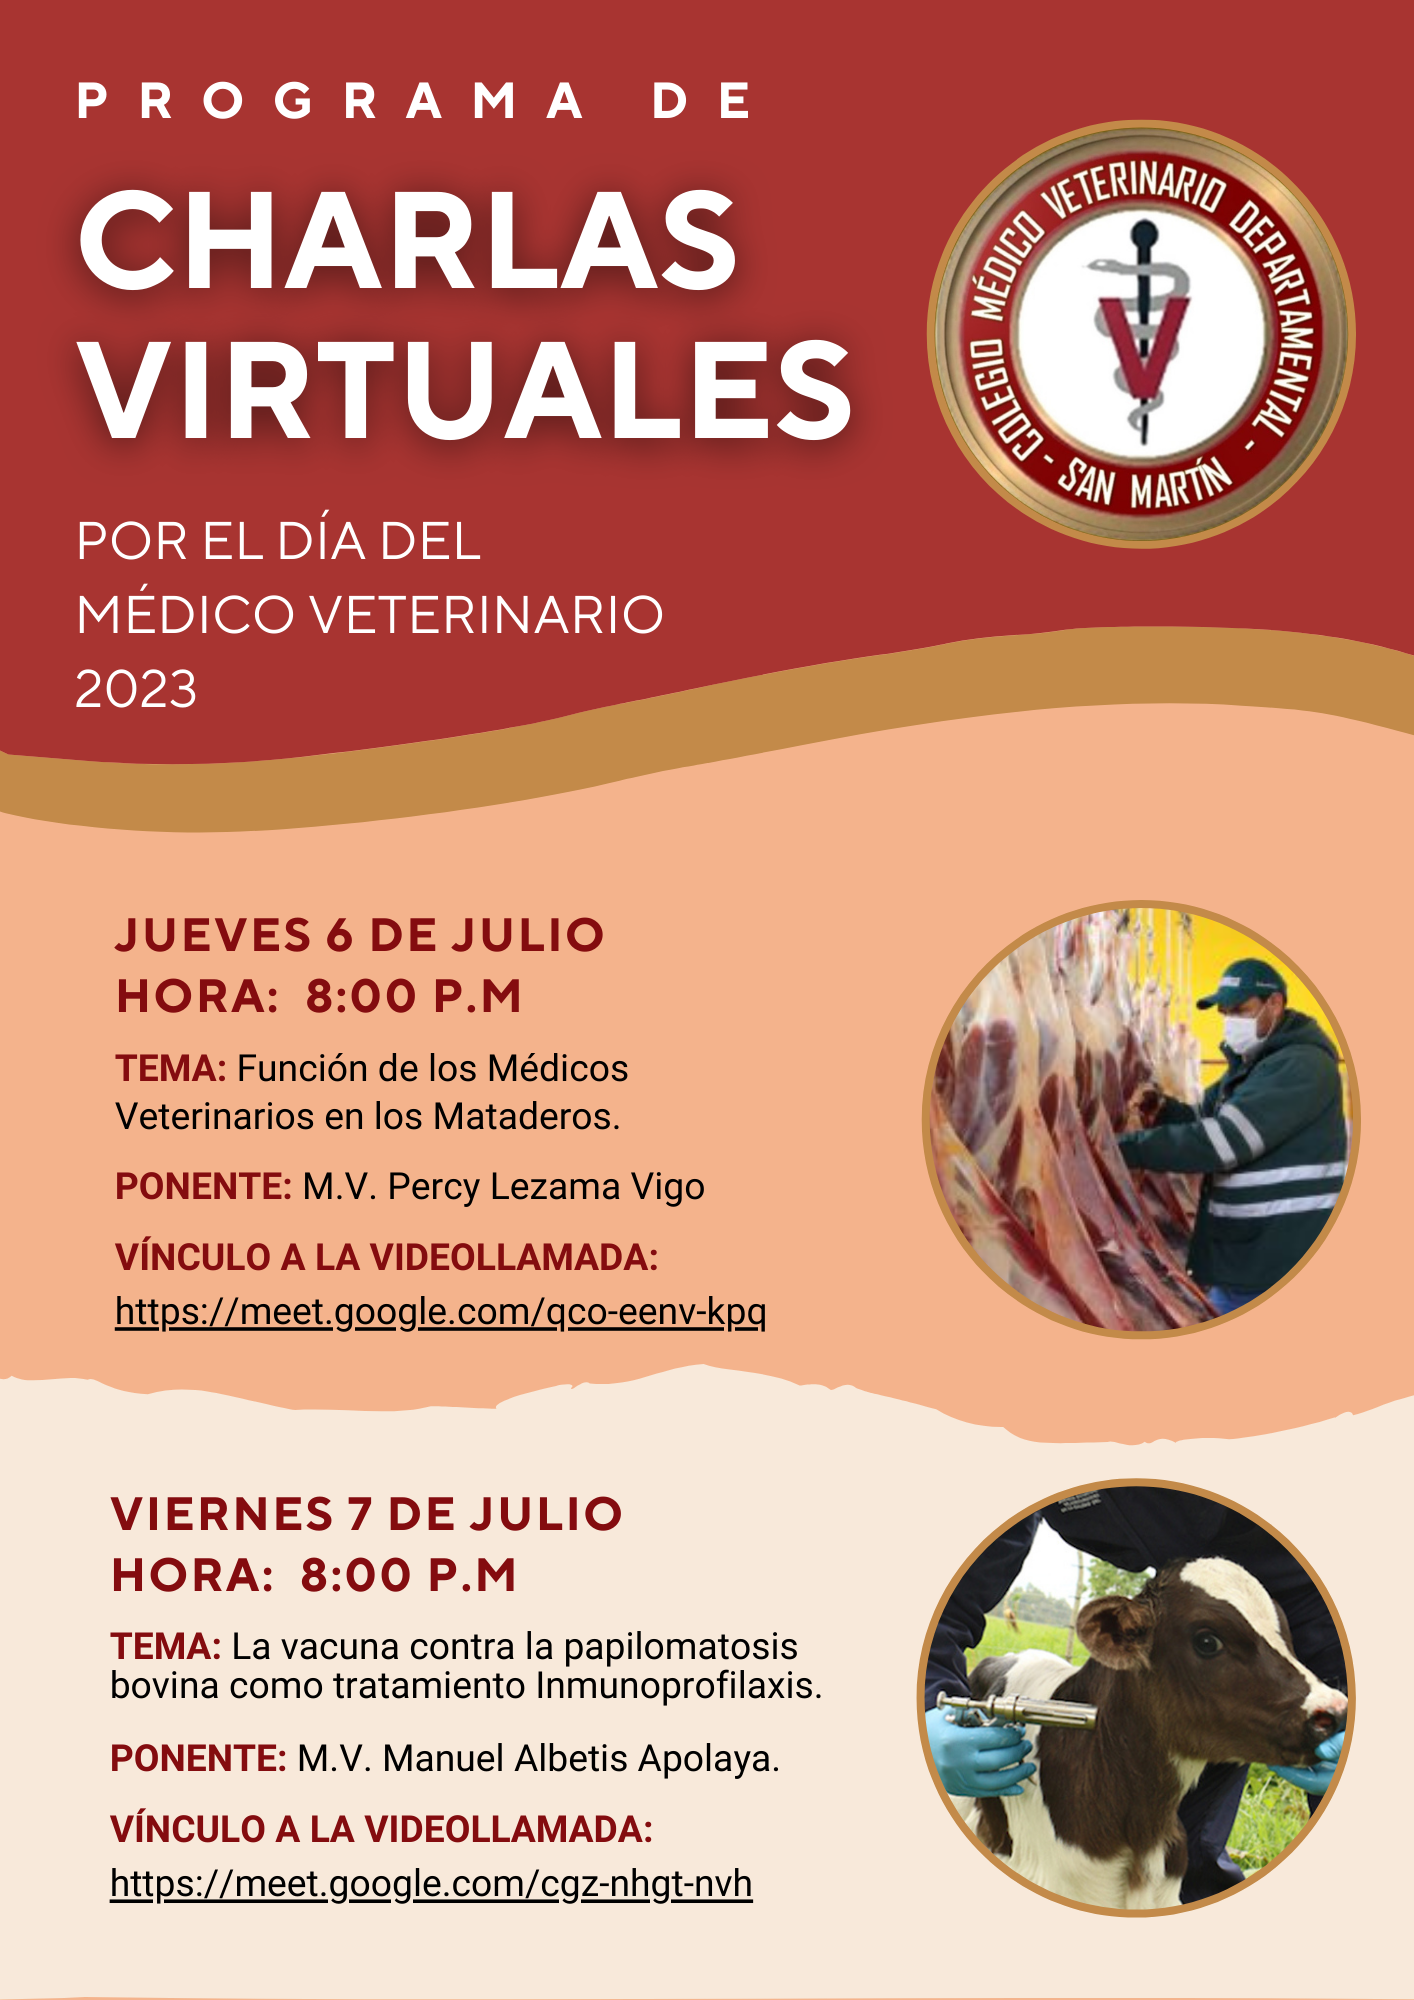 PROGRAMA DE
CHARLAS
VIRTUALES
POR EL DÍA DEL
MÉDICO VETERINARIO
2023
COLEGIO MÉDICO VETERINARIO DEPARTAMENTAL
- SAN MARTÍN -
JUEVES 6 DE JULIO
HORA: 8:00 P.M
TEMA: Función de los Médicos
Veterinarios en los Mataderos.
PONENTE: M.V. Percy Lezama Vigo
VÍNCULO A LA VIDEOLLAMADA:
https://meet.google.com/qco-eenv-kpq
VIERNES 7 DE JULIO
HORA: 8:00 P.M
TEMA: La vacuna contra la papilomatosis
bovina como tratamiento Inmunoprofilaxis.
PONENTE: M.V. Manuel Albetis Apolaya.
VÍNCULO A LA VIDEOLLAMADA:
https://meet.google.com/cgz-nhgt-nvh